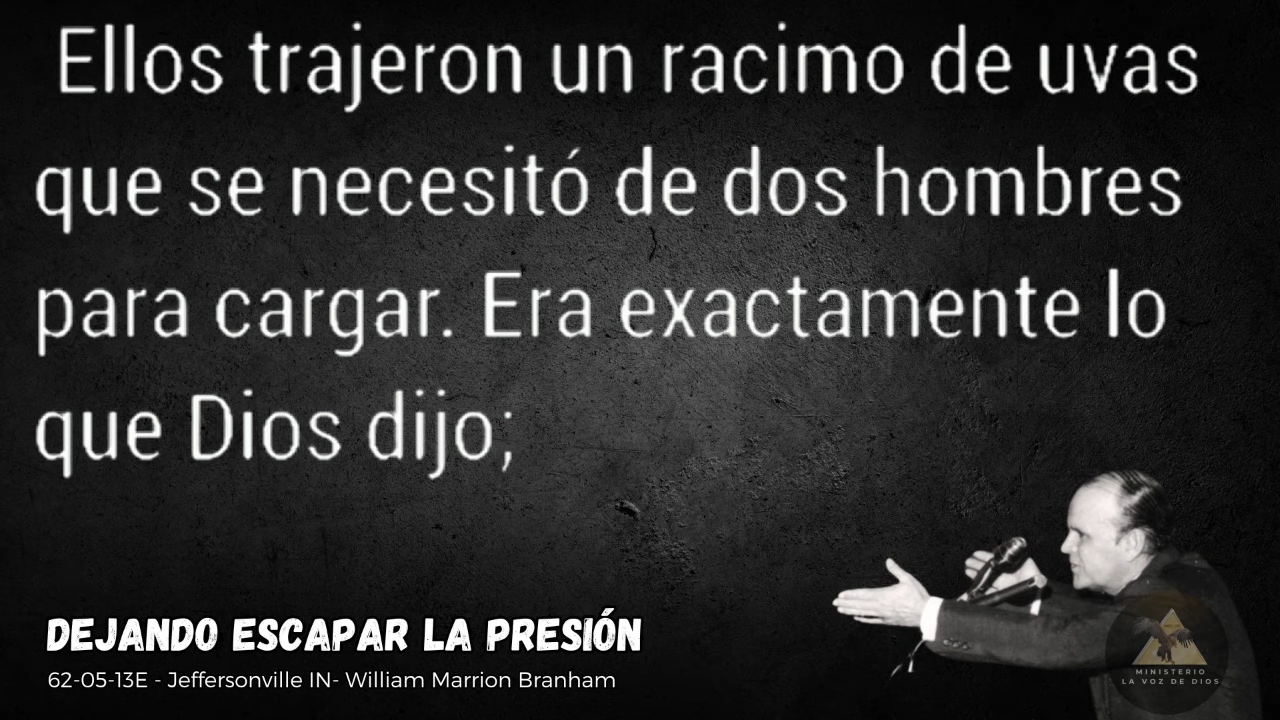 Ellos trajeron un racimo de uvas
que se necesitó de dos hombres
para cargar. Era exactamente lo
que Dios dijo;
DEJANDO ESCAPAR LA PRESIÓN
62-05-13E - Jeffersonville IN- William Marrion Branham
MINISTERIO
LA VOZ DE DIOS